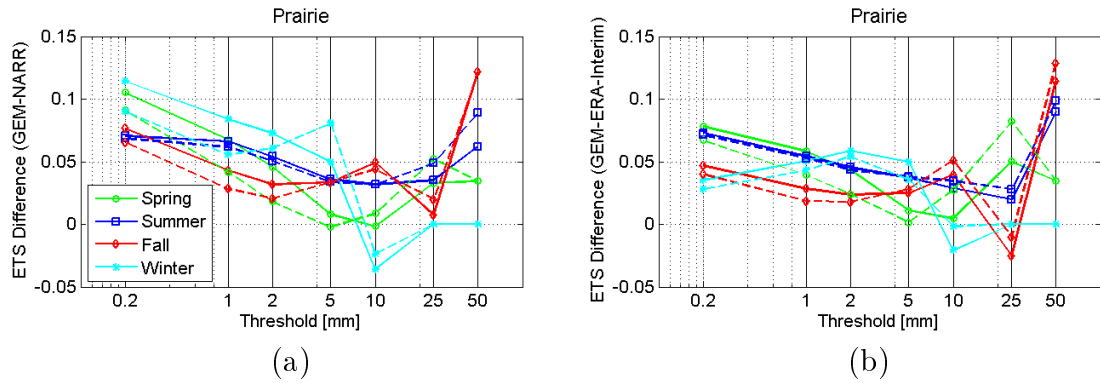 Prairie
ETS Difference (GEM-NARR)
0.15
0.1
0.05
0
-0.05
Spring
Summer
Fall
Winter
0.2 1 2 5 10 25 50
Threshold [mm]
(a)
Prairie
ETS Difference (GEM-ERA-Interim)
0.15
0.1
0.05
0
-0.05
0.2 1 2 5 10 25 50
Threshold [mm]
(b)